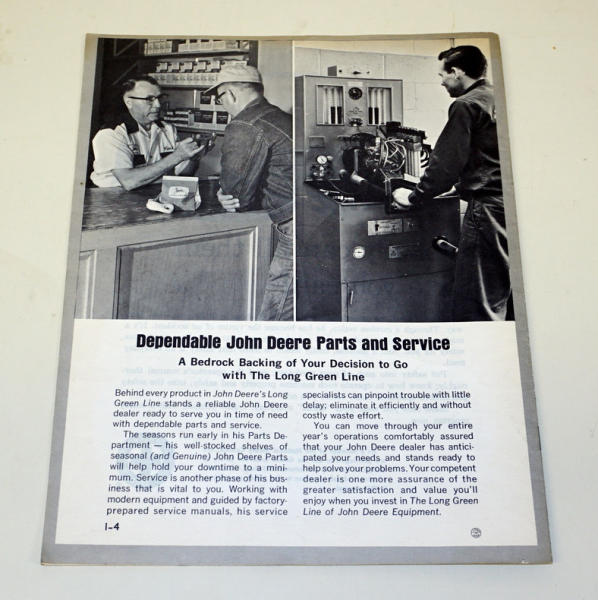 Dependable John Deere Parts and Service
A Bedrock Backing of Your Decision to Go
with The Long Green Line
Behind every product in John Deere's Long
Green Line stands a reliable John Deere
dealer ready to serve you in time of need
with dependable parts and service.
The seasons run early in his Parts De-
partment — his well-stocked shelves of
seasonal (and Genuine) John Deere Parts
will help hold your downtime to a mini-
mum. Service is another phase of his bus-
iness that is vital to you. Working with
modern equipment and guided by factory-
prepared service manuals, his service
specialists can pinpoint trouble with little
delay; eliminate it efficiently and without
costly waste effort.
You can move through your entire
year's operations comfortably assured
that your John Deere dealer has antici-
pated your needs and stands ready to
help solve your problems. Your competent
dealer is one more assurance of the
greater satisfaction and value you'll
enjoy when you invest in The Long Green
Line of John Deere Equipment.
I-4